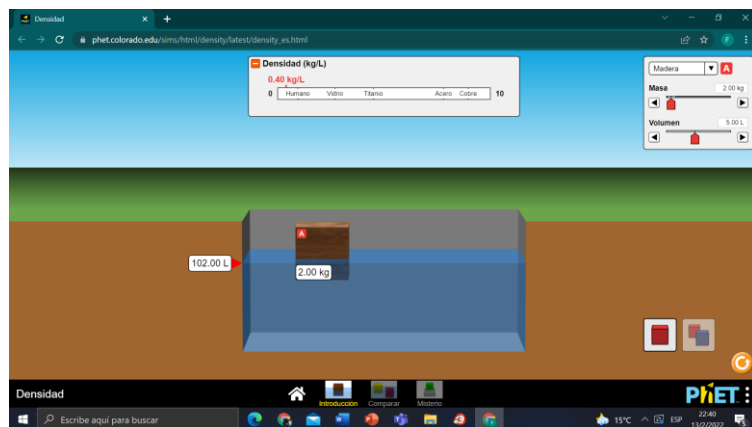 Densidad
phet.colorado.edu/sims/html/density/latest/density_es.html
F
Densidad (kg/L)
0.40 kg/L
0 Humano Vidrio Titanio Acero Cobre 10
Madera A
Masa 2.00 kg
Volumen 5.00 L
A
102.00 L
2.00 kg
Densidad
Introducción Comparar Misterio
PhET
Escribe aquí para buscar
15°C ESP 22:40
13/2/2022